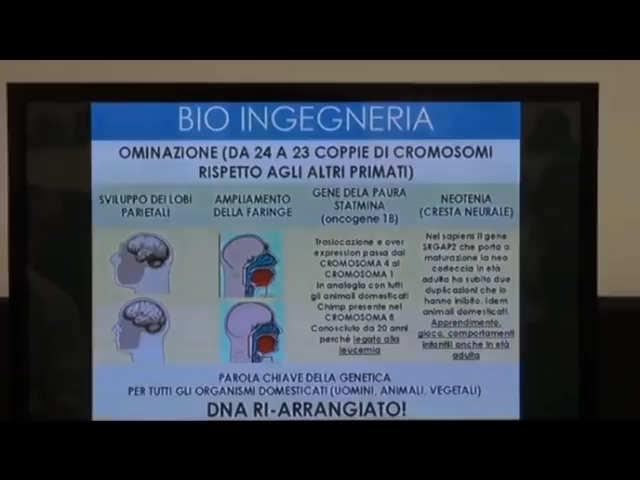 BIO INGEGNERIA
OMINAZIONE (DA 24 A 23 COPPIE DI CROMOSOMI
RISPETTO AGLI ALTRI PRIMATI)
SVILUPPO DEI LOBI
PARIETALI
AMPLIAMENTO
DELLA FARINGE
GENE DELA PAURA
STATMINA
(oncogene 18)
NEOTENIA
(CRESTA NEURALE)
Traslocazione e over
expression passa dal
CROMOSOMA 4 al
CROMOSOMA 1
In analogia con tutti
gli animali domesticati
Chimp presente nel
CROMOSOMA 8
Conosciuto da 20 anni
perché legato alla
leucemia
Nel sapiens il gene
SRGAP2 che porta a
maturazione la neo
corteccia in età
adulta ha subito due
duplicazioni che lo
hanno inibito. Idem
animali domesticati.
Apprendimento,
gioco, comportamenti
infantili anche in età
adulta
PAROLA CHIAVE DELLA GENETICA
PER TUTTI GLI ORGANISMI DOMESTICATI (UOMINI, ANIMALI, VEGETALI)
DNA RI-ARRANGIATO!